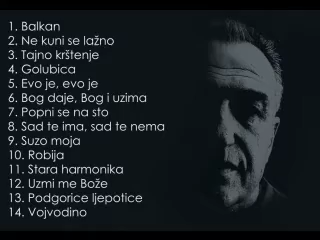 1. Balkan
2. Ne kuni se lažno
3. Tajno krštenje
4. Golubica
5. Evo je, evo je
6. Bog daje, Bog i uzima
7. Popni se na sto
8. Sad te ima, sad te nema
9. Suzo moja
10. Robija
11. Stara harmonika
12. Uzmi me Bože
13. Podgorice ljepotice
14. Vojvodino